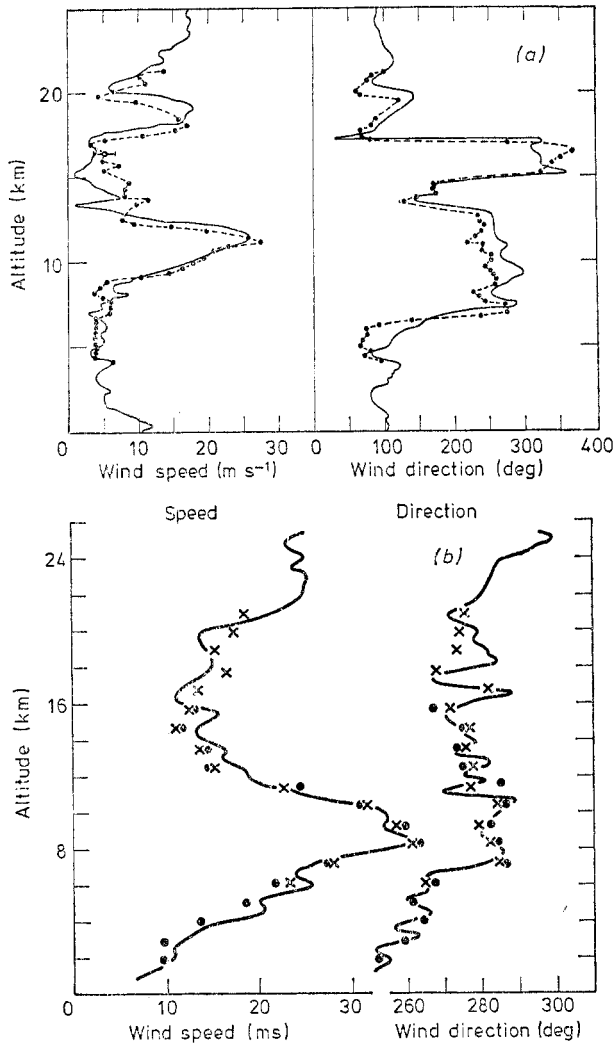 (a)
20
10
0
Altitude (km)
0 10 20 30
0 100 200 300 400
Wind speed (m s⁻¹) Wind direction (deg)
Speed Direction
(b)
24
16
8
0
Altitude (km)
0 10 20 30
260 280 300
Wind speed (ms) Wind direction (deg)